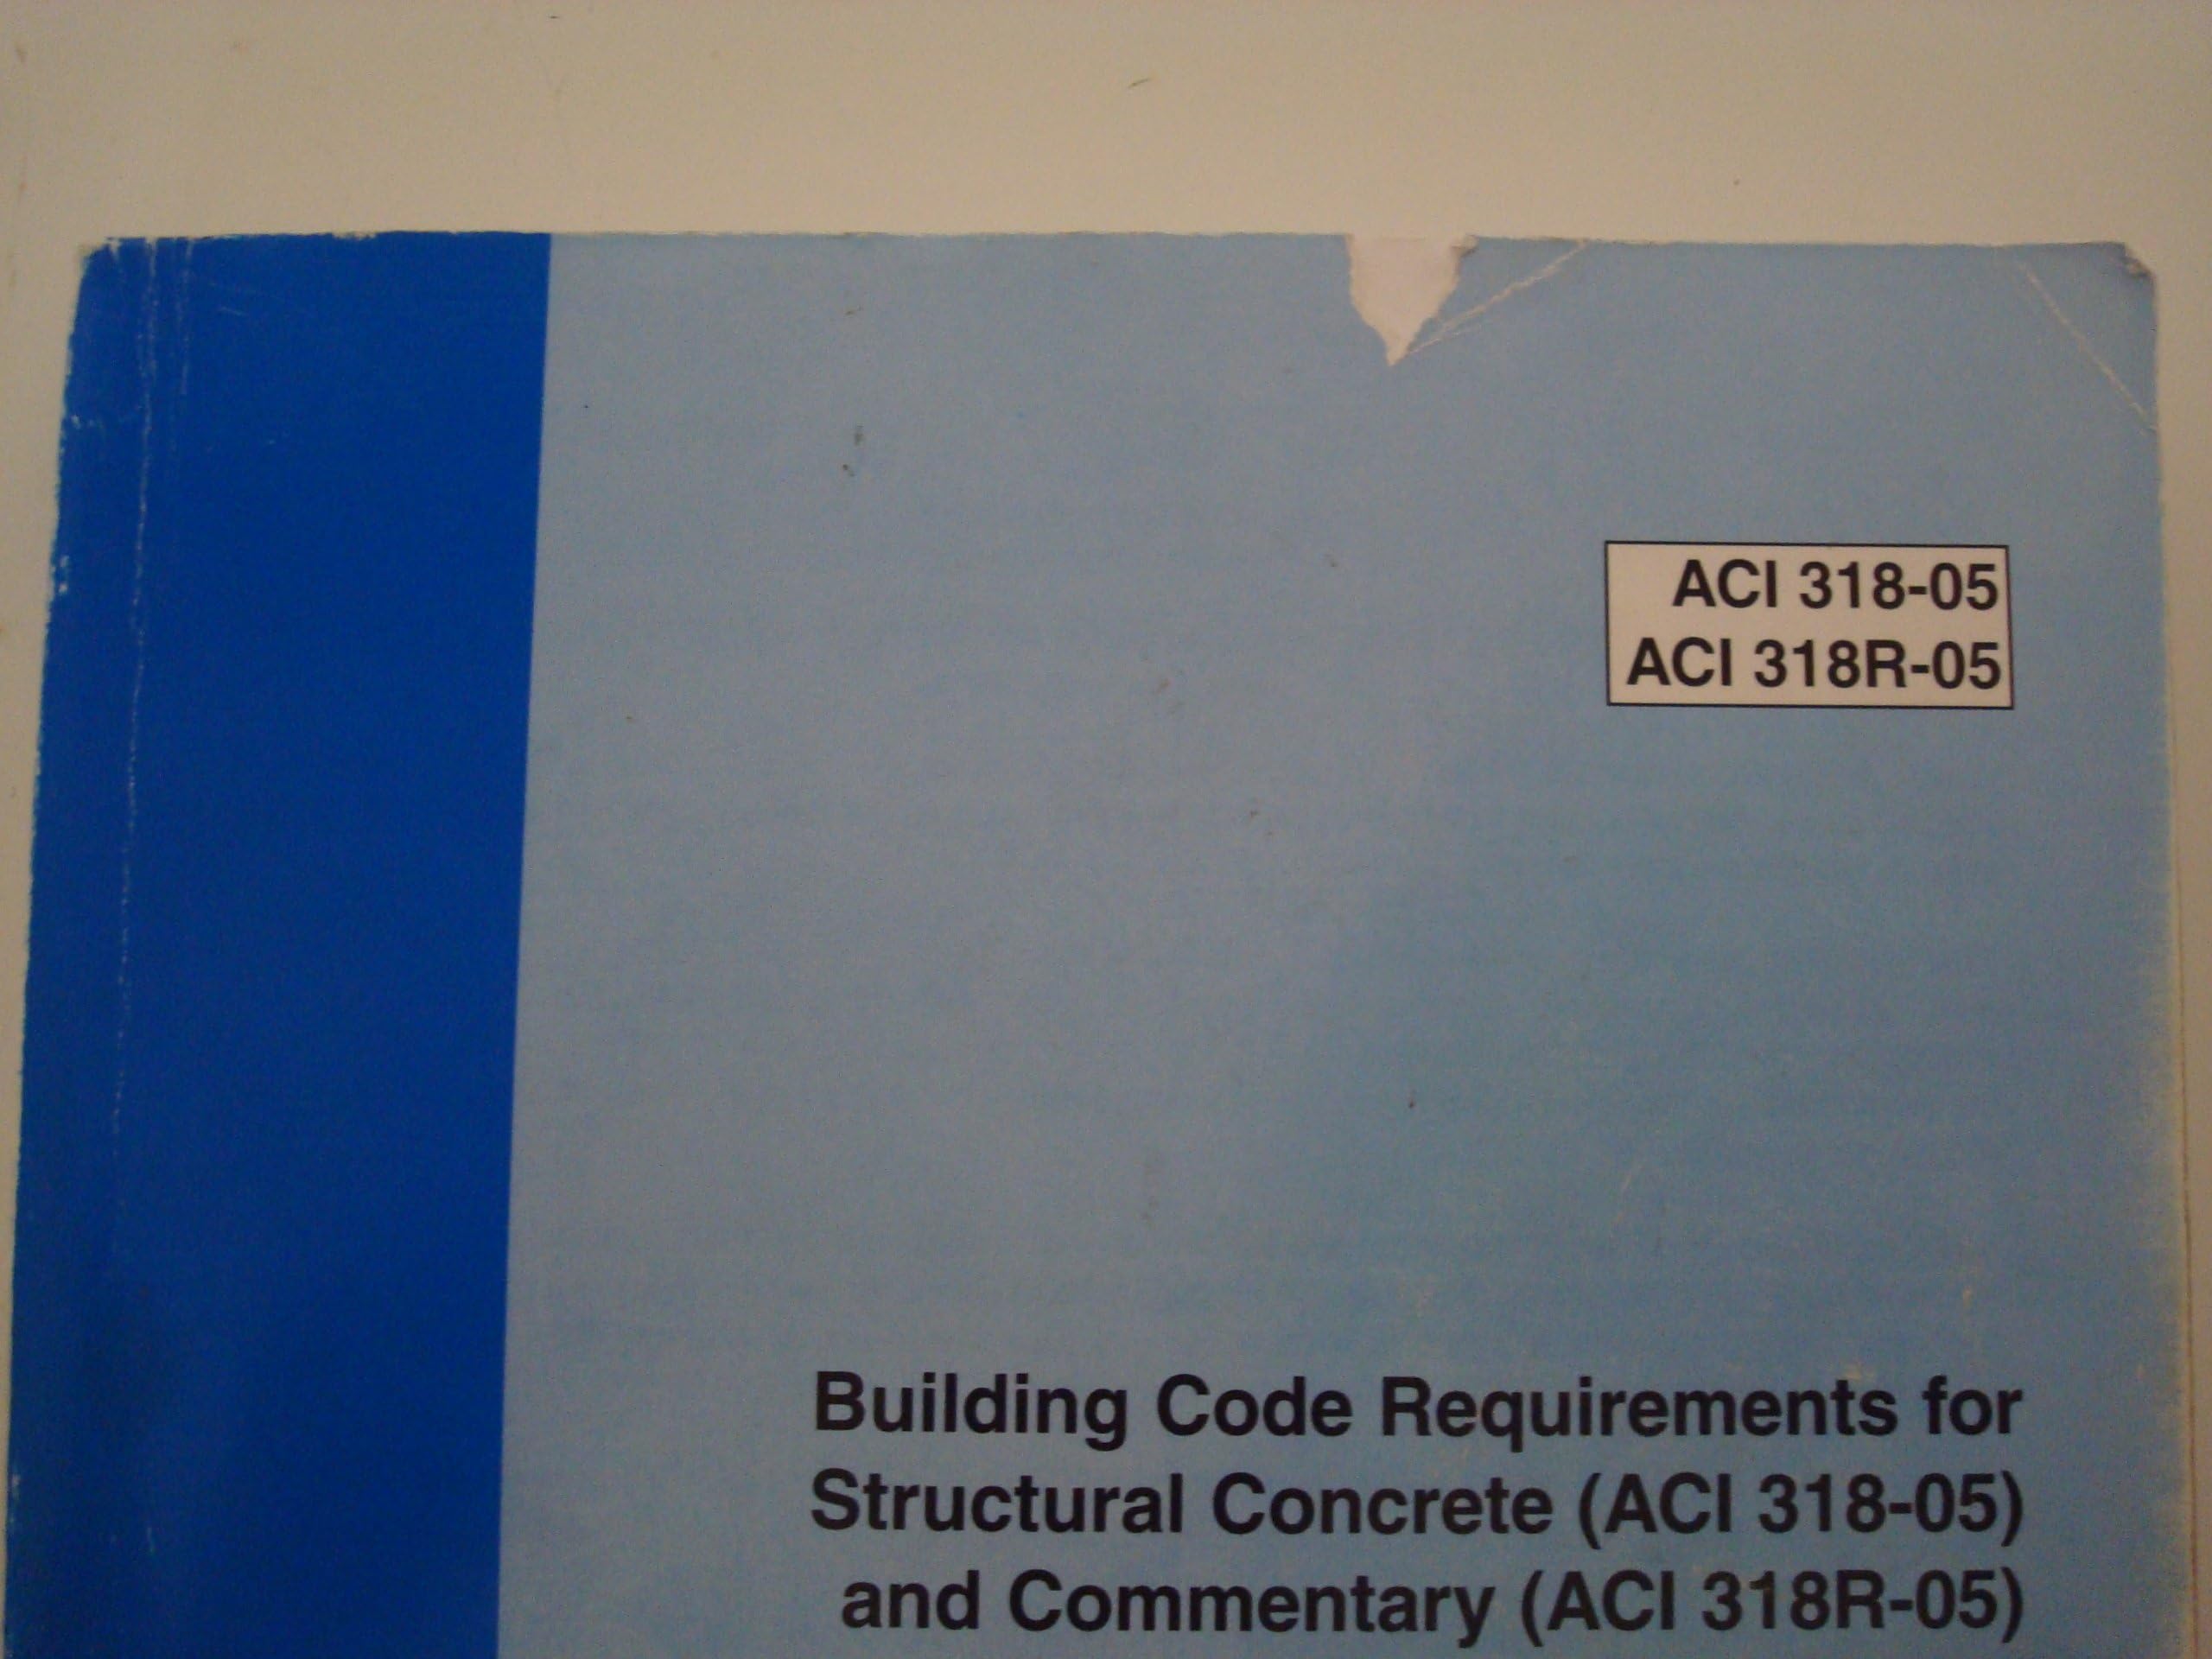 ACI 318-05
ACI 318R-05
Building Code Requirements for
Structural Concrete (ACI 318-05)
and Commentary (ACI 318R-05)